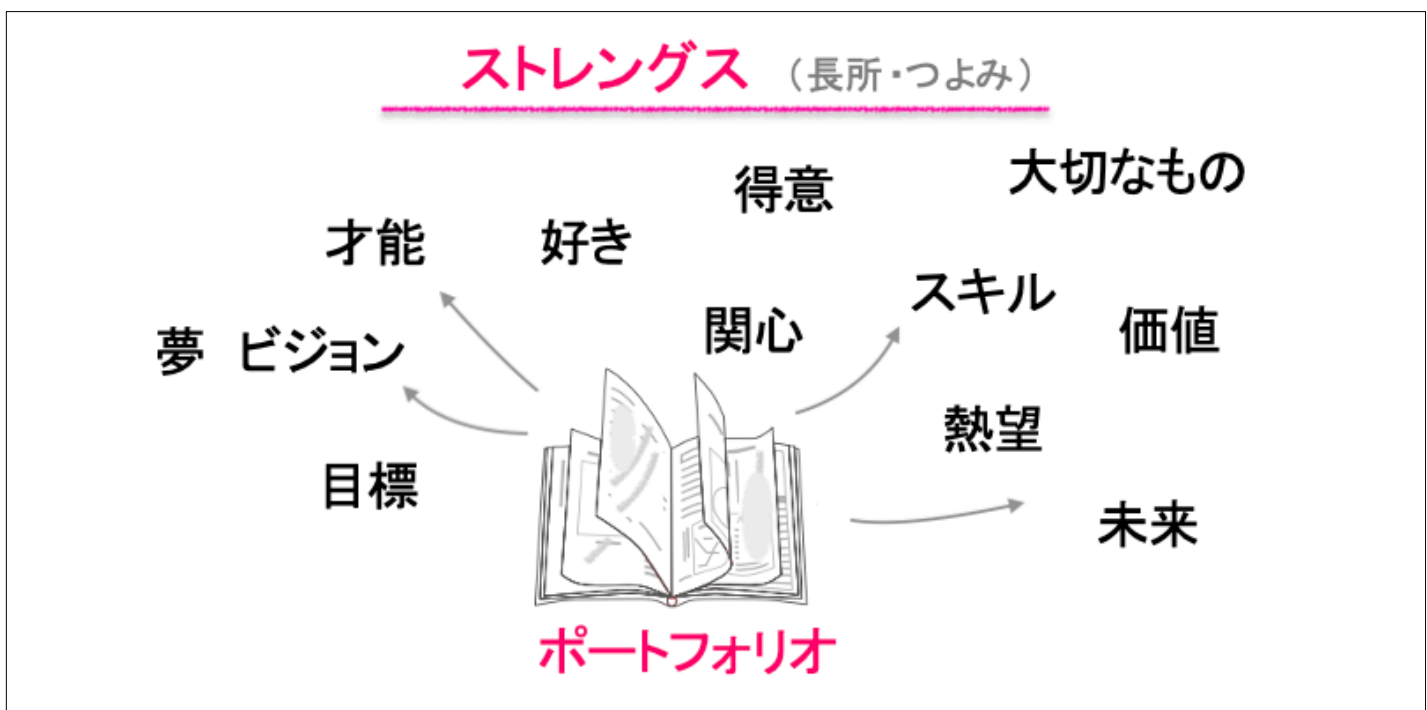 ストレングス （長所・つよみ）
得意
大切なもの
才能
好き
スキル
関心
価値
夢 ビジョン
熱望
目標
未来
ポートフォリオ